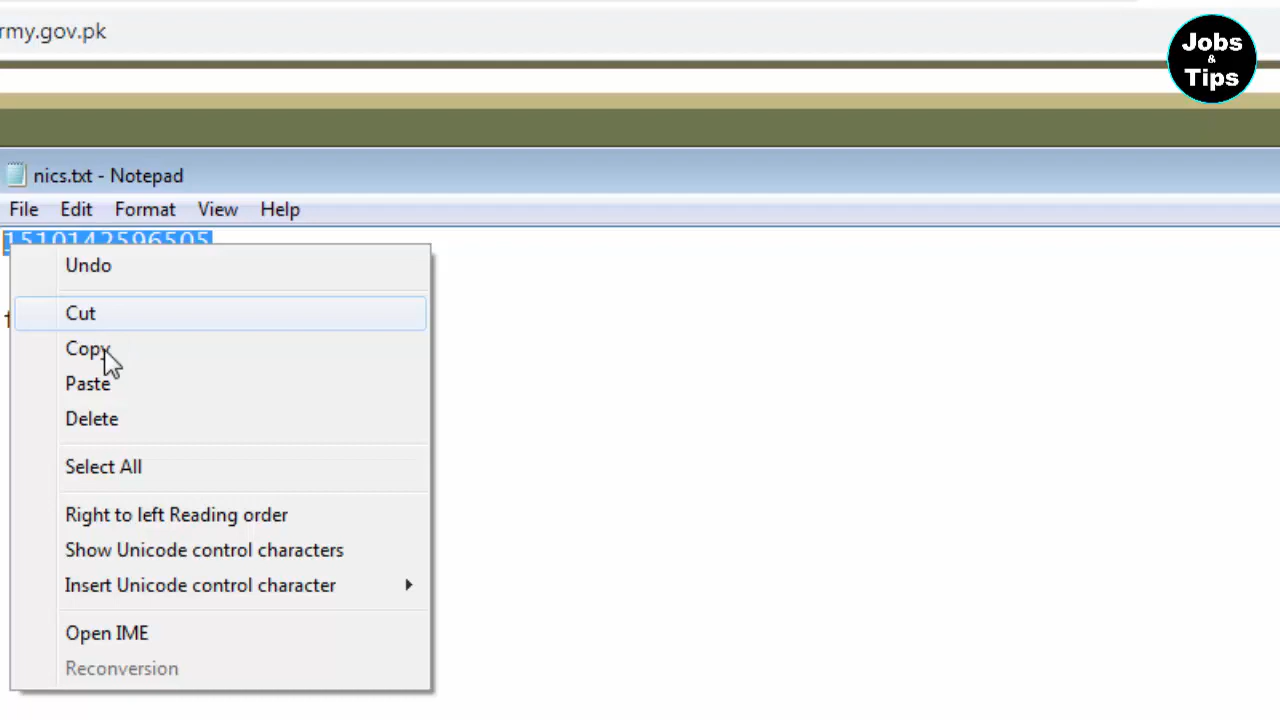 rmy.gov.pk
Jobs
&
Tips
nics.txt - Notepad
File Edit Format View Help
1510142596505
Undo
Cut
Copy
Paste
Delete
Select All
Right to left Reading order
Show Unicode control characters
Insert Unicode control character
Open IME
Reconversion